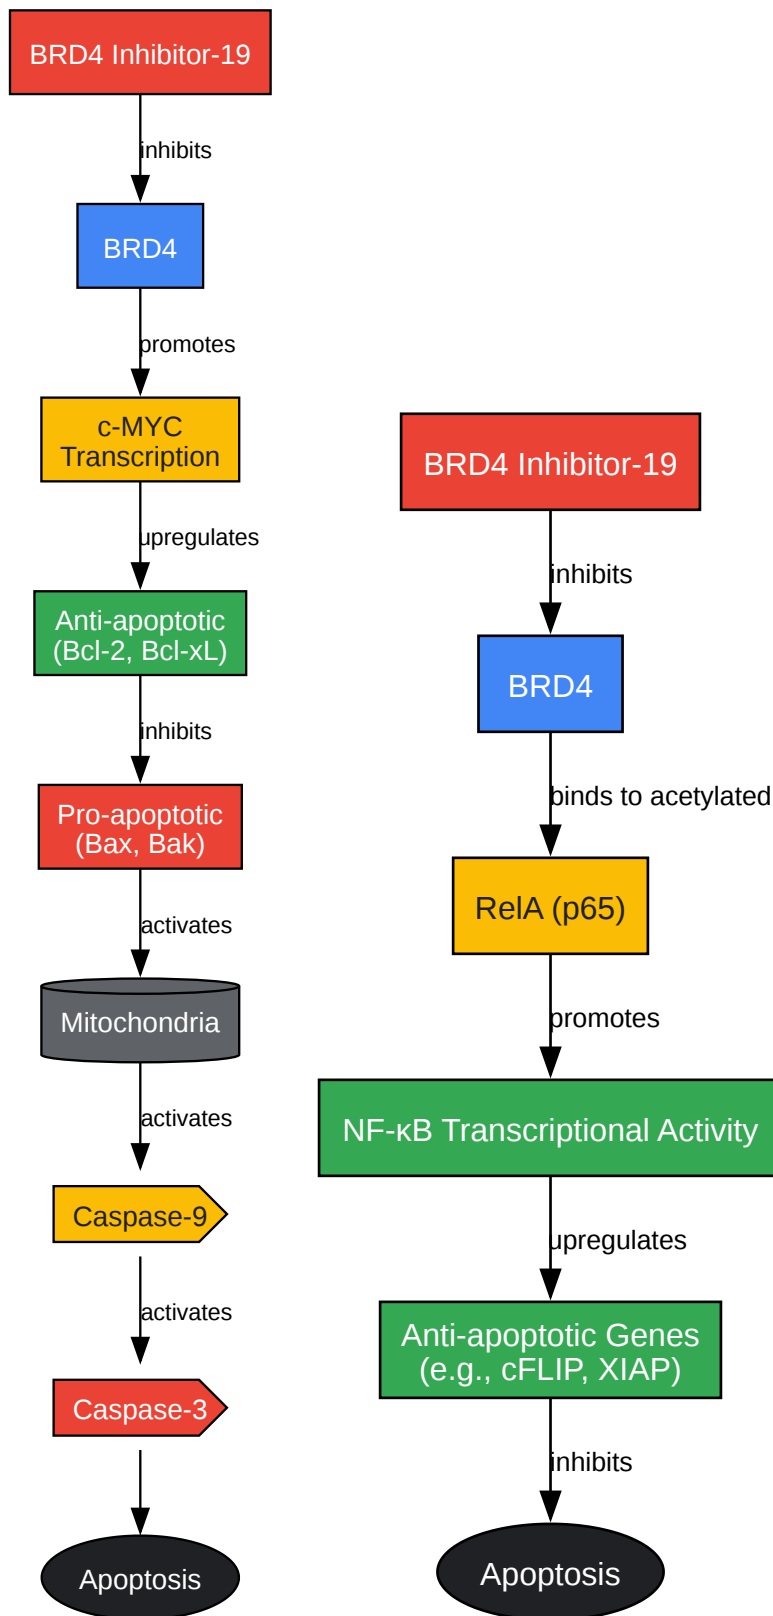 BRD4 Inhibitor-19
inhibits
BRD4
promotes
c-MYC
Transcription
upregulates
Anti-apoptotic
(Bcl-2, Bcl-xL)
inhibits
Pro-apoptotic
(Bax, Bak)
activates
Mitochondria
activates
Caspase-9
activates
Caspase-3
Apoptosis
BRD4 Inhibitor-19
inhibits
BRD4
binds to acetylated
RelA (p65)
promotes
NF-κB Transcriptional Activity
upregulates
Anti-apoptotic Genes
(e.g., cFLIP, XIAP)
inhibits
Apoptosis